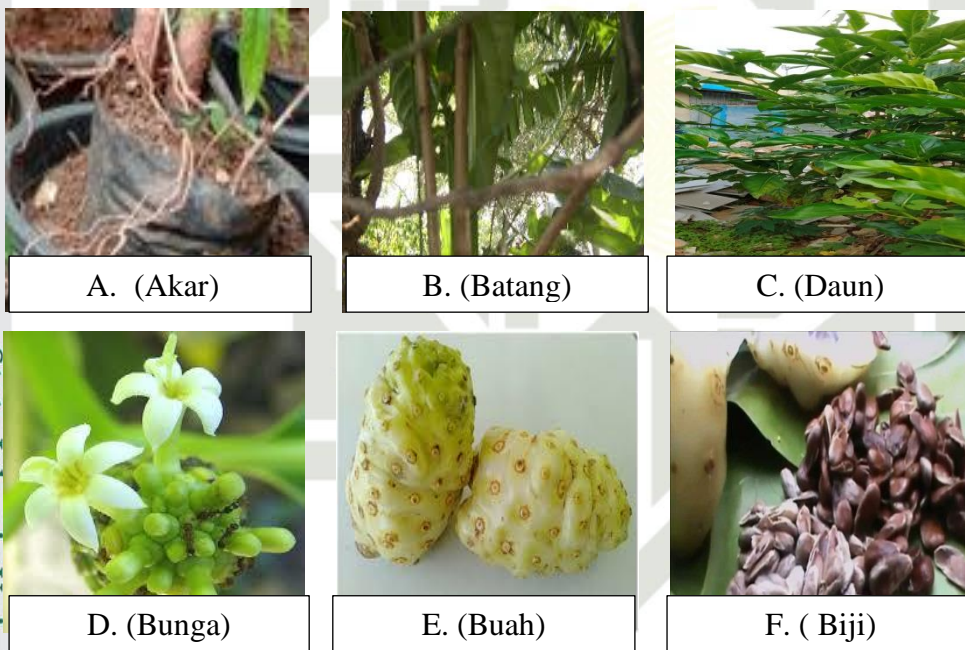 A. (Akar)
B. (Batang)
C. (Daun)
D. (Bunga)
E. (Buah)
F. ( Biji)